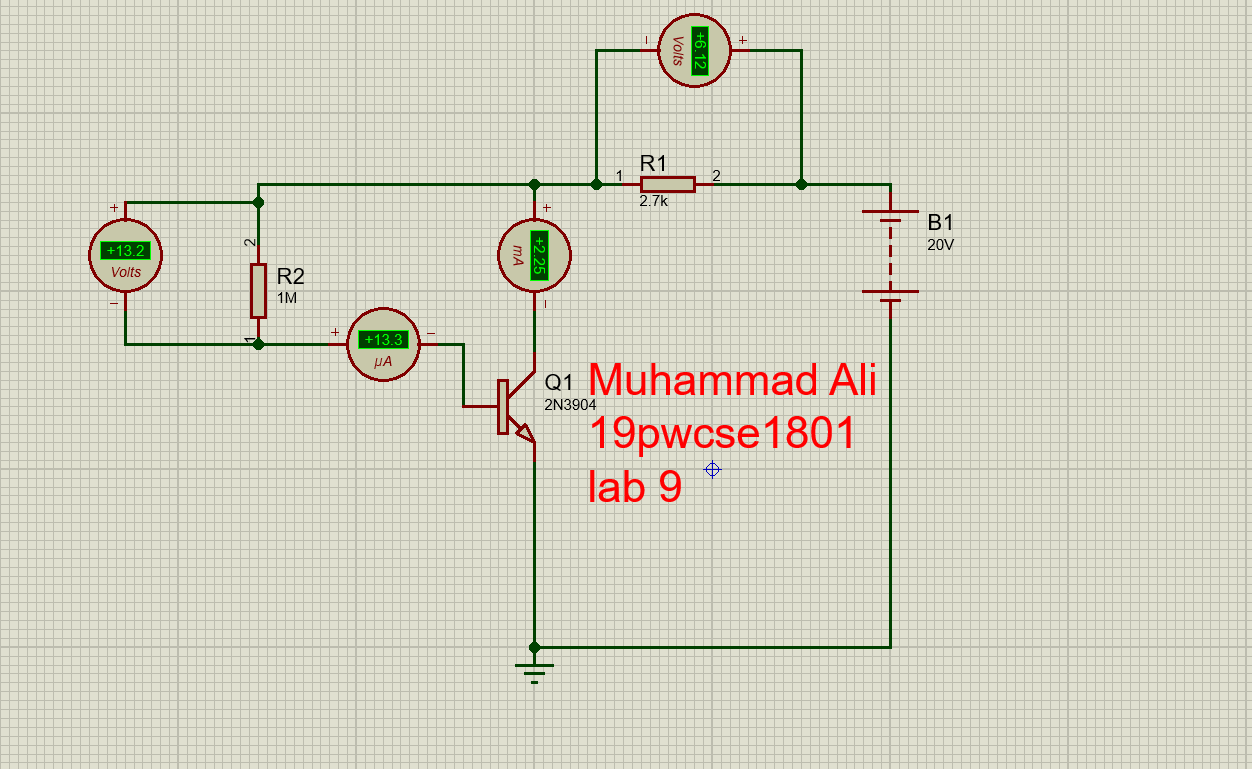 +6.12
Volts
R1
1
2
2.7k
+13.2
Volts
2
R2
1M
1
+2.25
mA
B1
20V
+13.3
µA
Q1
2N3904
Muhammad Ali
19pwcse1801
lab 9